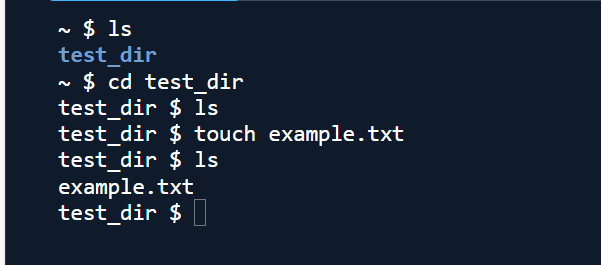 ~ $ ls
test_dir
~ $ cd test_dir
test_dir $ ls
test_dir $ touch example.txt
test_dir $ ls
example.txt
test_dir $